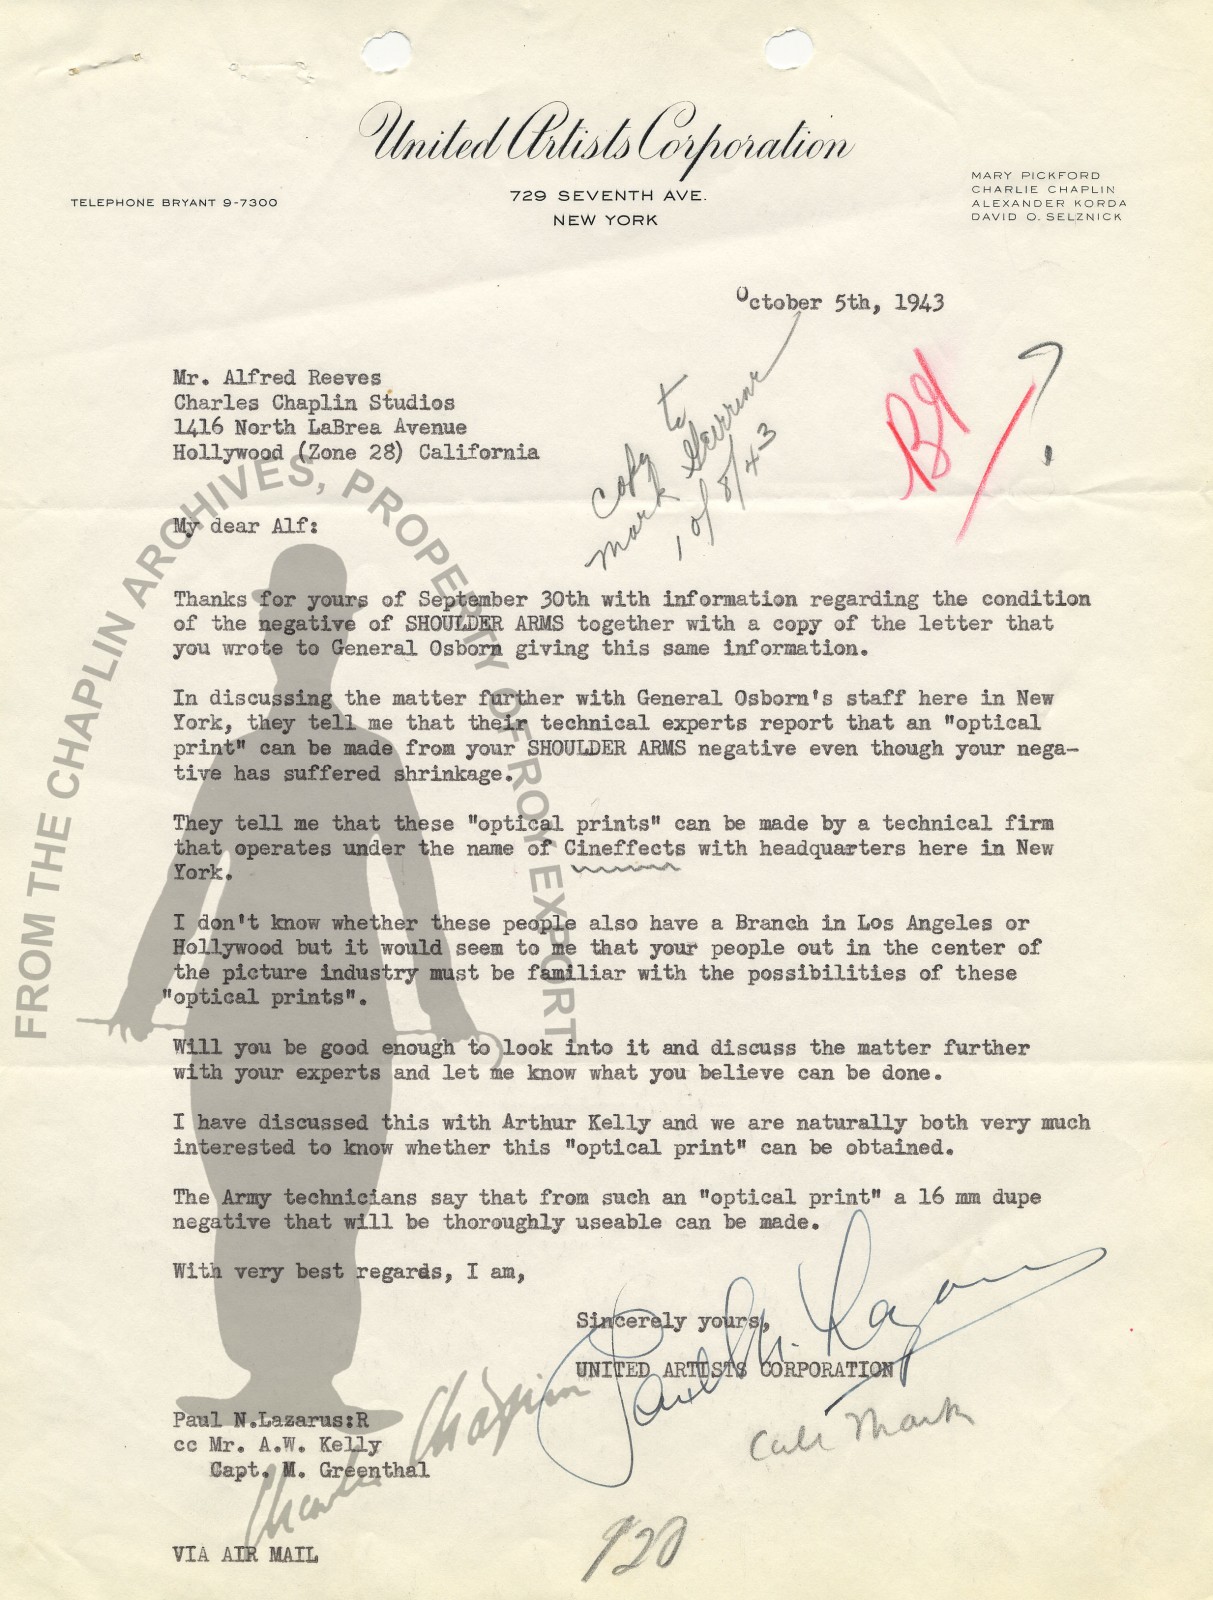 United Artists Corporation
729 SEVENTH AVE.
NEW YORK
TELEPHONE BRYANT 9-7300
MARY PICKFORD
CHARLIE CHAPLIN
ALEXANDER KORDA
DAVID O. SELZNICK
October 5th, 1943
Mr. Alfred Reeves
Charles Chaplin Studios
1416 North LaBrea Avenue
Hollywood (Zone 28) California
copy to
mark
8/43
?
My dear Alf:
Thanks for yours of September 30th with information regarding the condition
of the negative of SHOULDER ARMS together with a copy of the letter that
you wrote to General Osborn giving this same information.
In discussing the matter further with General Osborn's staff here in New
York, they tell me that their technical experts report that an "optical
print" can be made from your SHOULDER ARMS negative even though your nega-
tive has suffered shrinkage.
They tell me that these "optical prints" can be made by a technical firm
that operates under the name of Cineffects with headquarters here in New
York.
I don't know whether these people also have a Branch in Los Angeles or
Hollywood but it would seem to me that your people out in the center of
the picture industry must be familiar with the possibilities of these
"optical prints".
Will you be good enough to look into it and discuss the matter further
with your experts and let me know what you believe can be done.
I have discussed this with Arthur Kelly and we are naturally both very much
interested to know whether this "optical print" can be obtained.
The Army technicians say that from such an "optical print" a 16 mm dupe
negative that will be thoroughly useable can be made.
With very best regards, I am,
Sincerely yours,
UNITED ARTISTS CORPORATION
Paul N. Lazarus
Call Mark
Paul N.Lazarus:R
cc Mr. A.W. Kelly
Capt. M. Greenthal
VIA AIR MAIL
920
FROM THE CHAPLIN ARCHIVES, PROPERTY OF ROY EXPORT
Charlie Chaplin